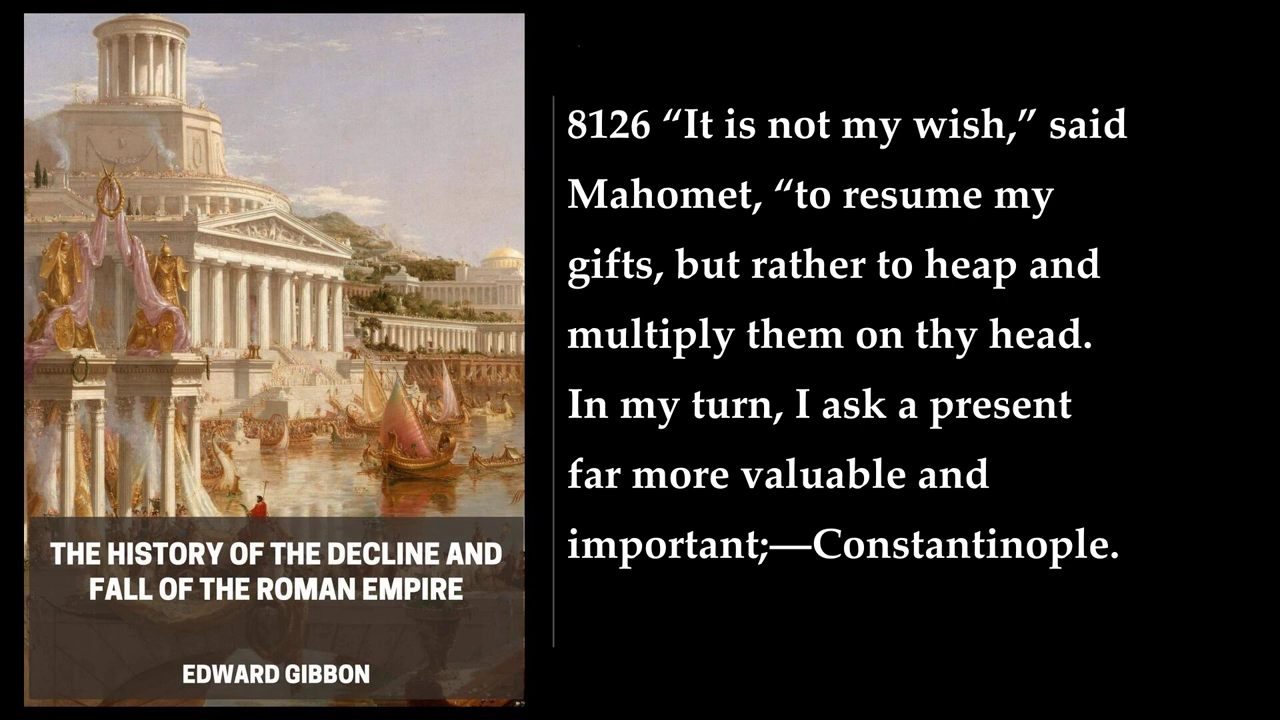 THE HISTORY OF THE DECLINE AND
FALL OF THE ROMAN EMPIRE
EDWARD GIBBON
8126 “It is not my wish,” said
Mahomet, “to resume my
gifts, but rather to heap and
multiply them on thy head.
In my turn, I ask a present
far more valuable and
important;—Constantinople.